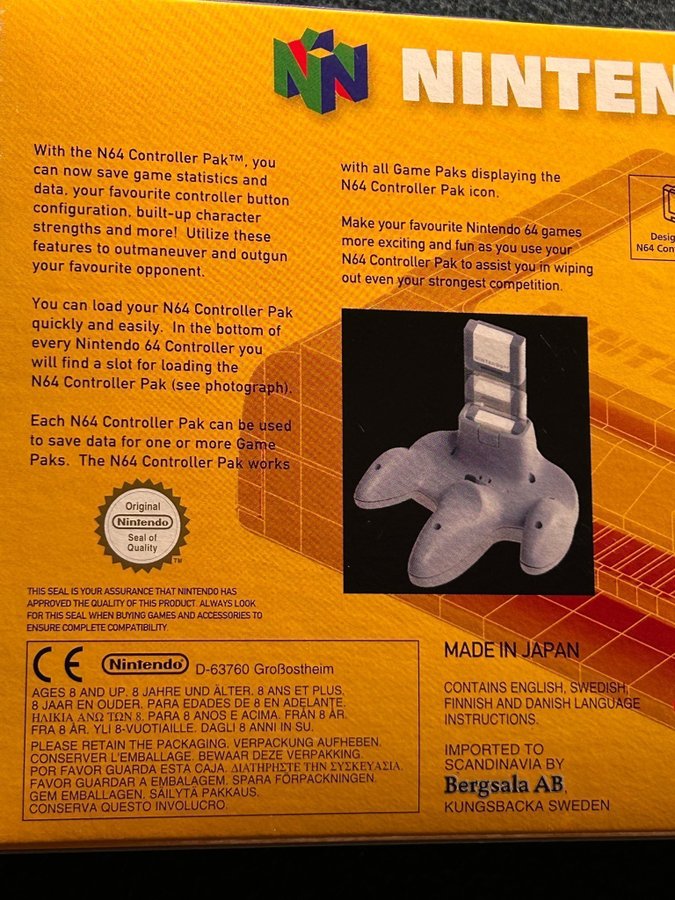 NINTEN
With the N64 Controller Pak™, you
can now save game statistics and
data, your favourite controller button
configuration, built-up character
strengths and more! Utilize these
features to outmaneuver and outgun
your favourite opponent.
You can load your N64 Controller Pak
quickly and easily. In the bottom of
every Nintendo 64 Controller you
will find a slot for loading the
N64 Controller Pak (see photograph).
Each N64 Controller Pak can be used
to save data for one or more Game
Paks. The N64 Controller Pak works
with all Game Paks displaying the
N64 Controller Pak icon.
Make your favourite Nintendo 64 games
more exciting and fun as you use your
N64 Controller Pak to assist you in wiping
out even your strongest competition.
Desig
N64 Con
Original
Nintendo
Seal of
Quality
TM
THIS SEAL IS YOUR ASSURANCE THAT NINTENDO HAS
APPROVED THE QUALITY OF THIS PRODUCT. ALWAYS LOOK
FOR THIS SEAL WHEN BUYING GAMES AND ACCESSORIES TO
ENSURE COMPLETE COMPATIBILITY.
CE Nintendo® D-63760 Großostheim
AGES 8 AND UP. 8 JAHRE UND ÄLTER. 8 ANS ET PLUS.
8 JAAR EN OUDER. PARA EDADES DE 8 EN ADELANTE.
ΗΛΙΚΙΑ ΑΝΩ ΤΩΝ 8. PARA 8 ANOS E ACIMA. FRÅN 8 ÅR.
FRA 8 ÅR. YLI 8-VUOTIAILLE. DAGLI 8 ANNI IN SU.
PLEASE RETAIN THE PACKAGING. VERPACKUNG AUFHEBEN.
CONSERVER L'EMBALLAGE. BEWAAR DEZE VERPAKKING.
POR FAVOR GUARDA ESTA CAJA. ΔΙΑΤΗΡΗΣΤΕ ΤΗΝ ΣΥΣΚΕΥΑΣΙΑ.
FAVOR GUARDAR A EMBALAGEM. SPARA FÖRPACKNINGEN.
GEM EMBALLAGEN. SÄILYTÄ PAKKAUS.
CONSERVA QUESTO INVOLUCRO.
MADE IN JAPAN
CONTAINS ENGLISH, SWEDISH,
FINNISH AND DANISH LANGUAGE
INSTRUCTIONS.
IMPORTED TO
SCANDINAVIA BY
Bergsala AB,
KUNGSBACKA SWEDEN